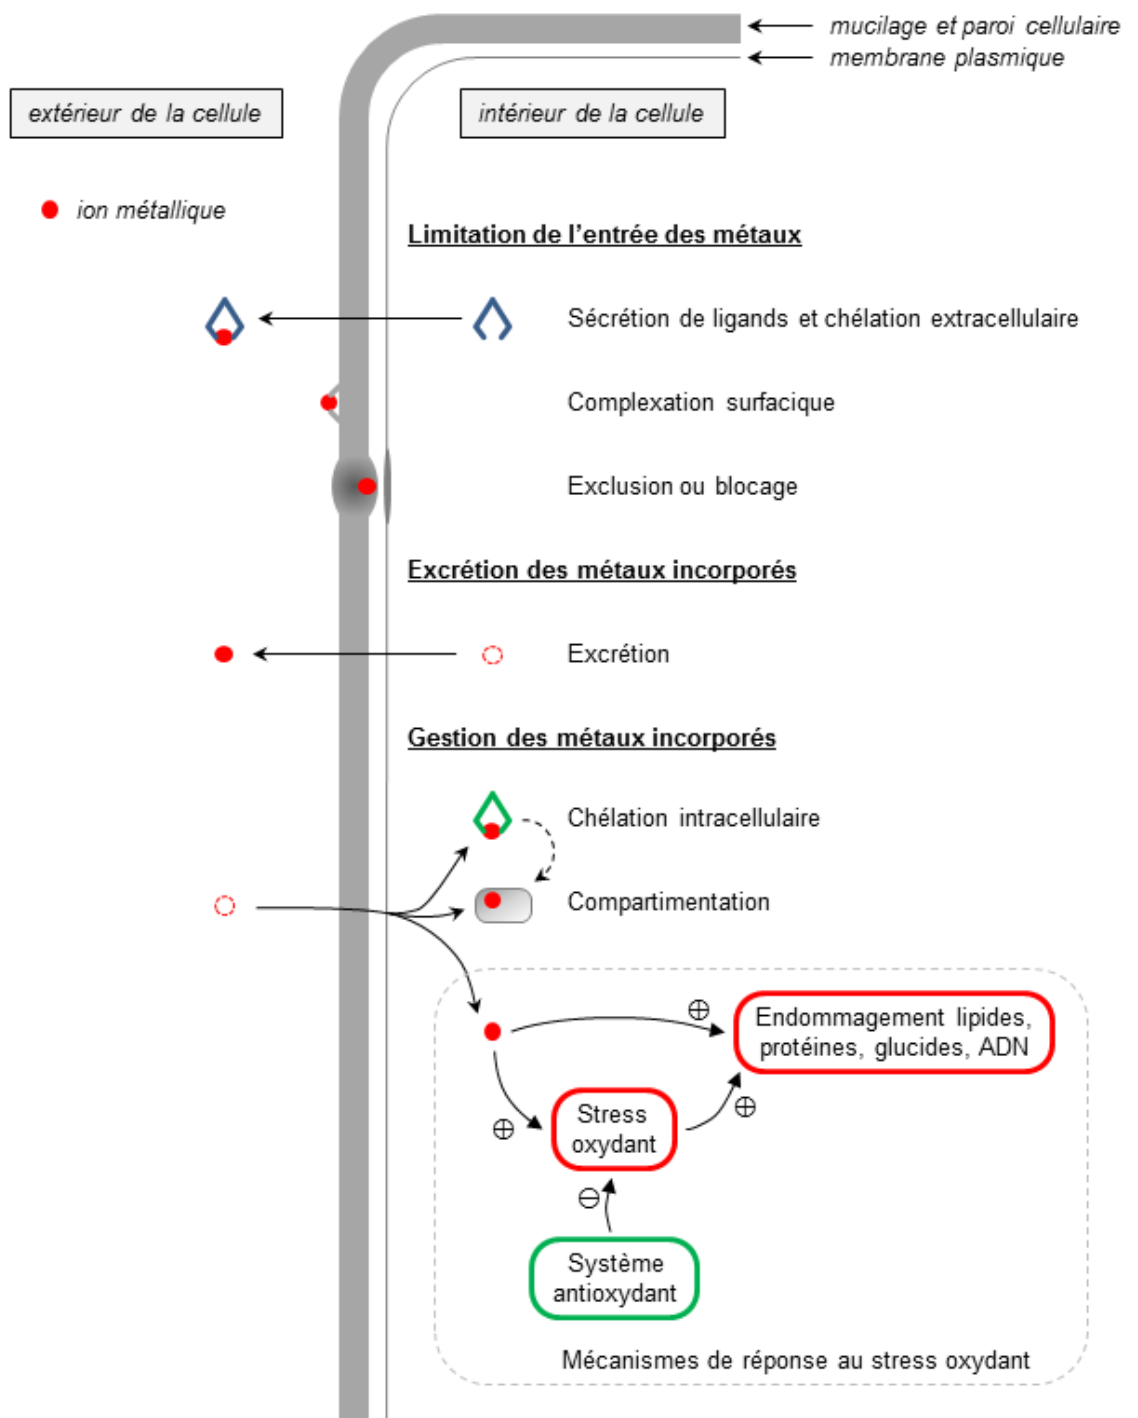 mucilage et paroi cellulaire
membrane plasmique
extérieur de la cellule
intérieur de la cellule
ion métallique
Limitation de l'entrée des métaux
Sécrétion de ligands et chélation extracellulaire
Complexation surfacique
Exclusion ou blocage
Excrétion des métaux incorporés
Excrétion
Gestion des métaux incorporés
Chélation intracellulaire
Compartimentation
Endommagement lipides,
protéines, glucides, ADN
Stress
oxydant
Système
antioxydant
Mécanismes de réponse au stress oxydant